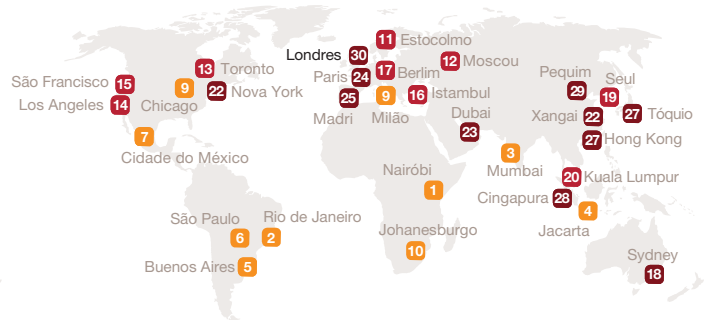 11 Estocolmo
Londres 30
13 Toronto
12 Moscou
15 São Francisco
Paris 24
17 Berlim
Pequim 29
Seul 19
9 Chicago
22 Nova York
14 Los Angeles
25 Madri
9 Milão
16 Istambul
Dubai 23
Xangai 22
27 Tóquio
7 Cidade do México
27 Hong Kong
3 Mumbai
Nairóbi 1
20 Kuala Lumpur
Cingapura 28
4 Jacarta
São Paulo 6
Rio de Janeiro 2
Johanesburgo 10
Buenos Aires 5
Sydney 18